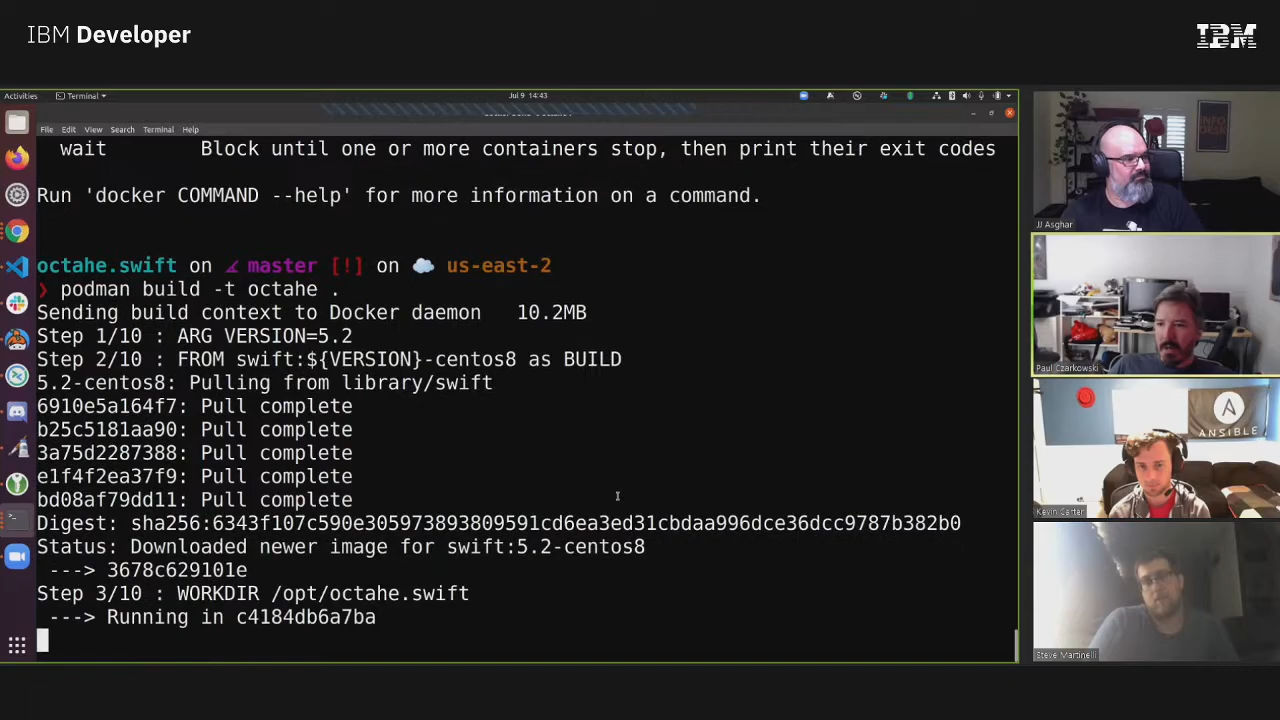 IBM Developer
IBM
Activities
Terminal
Jul 9 14:43
File Edit View Search Terminal Help
wait Block until one or more containers stop, then print their exit codes
Run 'docker COMMAND --help' for more information on a command.
octahe.swift on master [!] on us-east-2
❯ podman build -t octahe .
Sending build context to Docker damon 10.2MB
Step 1/10 : ARG VERSION=5.2
Step 2/10 : FROM swift:${VERSION}-centos8 as BUILD
5.2-centos8: Pulling from library/swift
6910e5a164f7: Pull complete
b25c5181aa90: Pull complete
3a75d2287388: Pull complete
e1f4f2ea37f9: Pull complete
bd08af79dd11: Pull complete
Digest: sha256:6343f107c590e305973893809591cd6ea3ed31cbdaa996dce36dcc9787b382b0
Status: Downloaded newer image for swift:5.2-centos8
---> 3678c629101e
Step 3/10 : WORKDIR /opt/octahe.swift
---> Running in c4184db6a7ba
JJ Asghar
Paul Czarkowski
ANSIBLE
Kevin Carter
Steve Martinelli